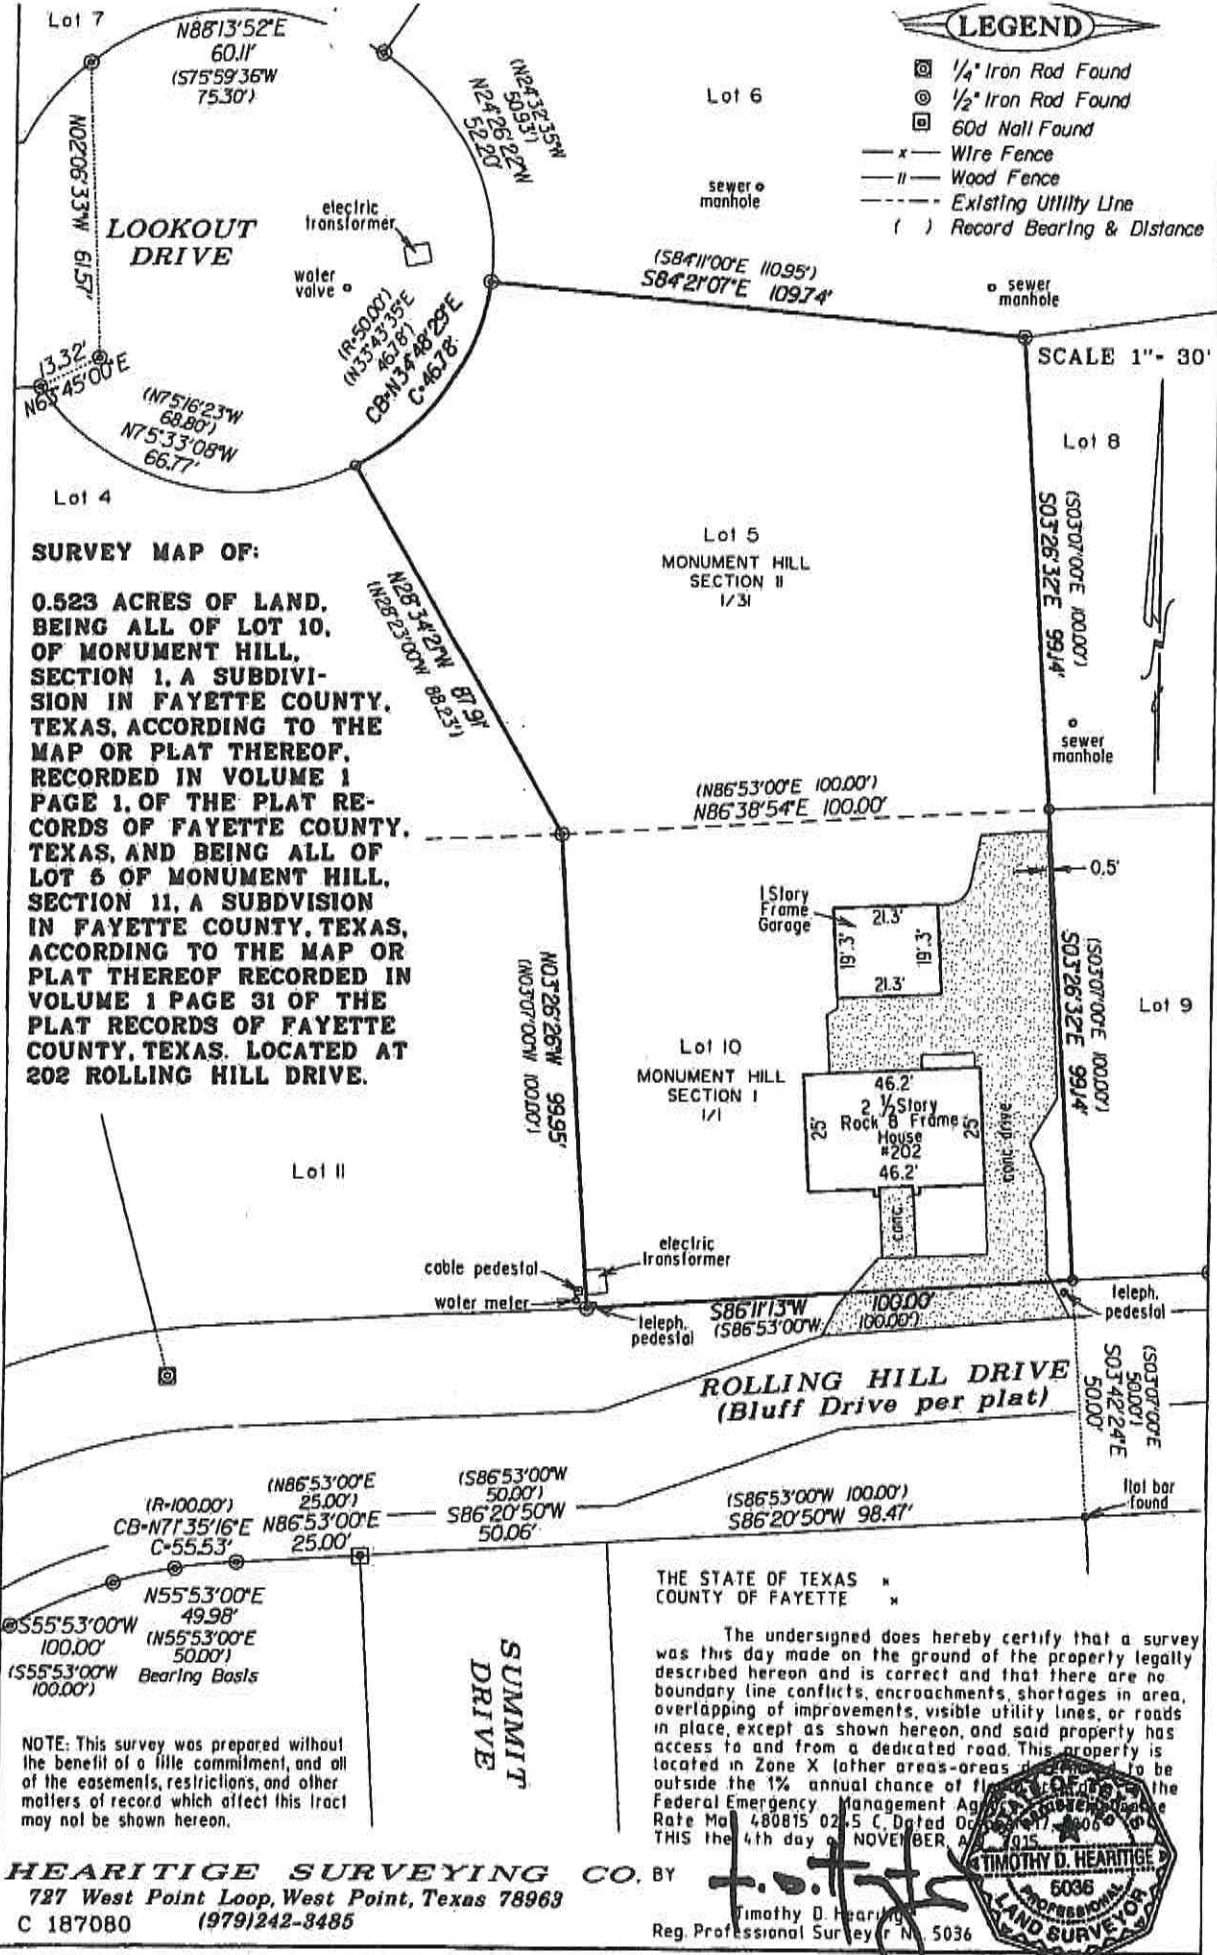 Lot 7
N88°13'52"E
60.11'
(S75°59'36"W
75.30')
(N24°32'35"W
50.93')
N24°26'22"W
52.20'
Lot 6
LEGEND
1/4" Iron Rod Found
1/2" Iron Rod Found
60d Nail Found
x Wire Fence
// Wood Fence
Existing Utility Line
( ) Record Bearing & Distance
N02°06'33"W 61.57'
LOOKOUT
DRIVE
electric
transformer
water
valve
sewer
manhole
(S84°11'00"E 110.95')
S84°21'07"E 109.74'
sewer
manhole
(R=50.00')
(N33°43'35"E
46.78')
CB=N34°48'29"E
C=46.78'
SCALE 1"- 30'
13.32'
N63°45'00"E
(N75°16'23"W
68.80')
N75°33'08"W
66.77'
Lot 4
Lot 8
Lot 5
MONUMENT HILL
SECTION II
1/31
(S03°07'00"E 100.00')
S03°26'32"E 99.14'
sewer
manhole
SURVEY MAP OF:
0.523 ACRES OF LAND,
BEING ALL OF LOT 10,
OF MONUMENT HILL,
SECTION 1, A SUBDIVI-
SION IN FAYETTE COUNTY,
TEXAS, ACCORDING TO THE
MAP OR PLAT THEREOF,
RECORDED IN VOLUME 1
PAGE 1, OF THE PLAT RE-
CORDS OF FAYETTE COUNTY,
TEXAS, AND BEING ALL OF
LOT 5 OF MONUMENT HILL,
SECTION 11, A SUBDVISION
IN FAYETTE COUNTY, TEXAS,
ACCORDING TO THE MAP OR
PLAT THEREOF RECORDED IN
VOLUME 1 PAGE 31 OF THE
PLAT RECORDS OF FAYETTE
COUNTY, TEXAS. LOCATED AT
202 ROLLING HILL DRIVE.
N28°34'21"W 87.91'
(N28°23'00"W 88.23')
(N86°53'00"E 100.00')
N86°38'54"E 100.00'
0.5'
1 Story
Frame
Garage
21.3'
19.3'
19.3'
21.3'
(S03°07'00"E 100.00')
S03°26'32"E 99.14'
Lot 9
N03°26'26"W 99.95'
(N03°07'00"W 100.00')
Lot 10
MONUMENT HILL
SECTION I
1/1
46.2'
2 1/2 Story
Rock & Frame
House
#202
46.2'
25'
25'
conc. drive
conc.
Lot 11
cable pedestal
water meter
electric
transformer
teleph.
pedestal
S86°11'13"W 100.00'
(S86°53'00"W 100.00')
teleph.
pedestal
ROLLING HILL DRIVE
(Bluff Drive per plat)
(S03°07'00"E
50.00')
S03°42'24"E
50.00'
flat bar
found
(R=100.00')
CB=N71°35'16"E
C=55.53'
(N86°53'00"E
25.00')
N86°53'00"E
25.00'
(S86°53'00"W
50.00')
S86°20'50"W
50.06'
(S86°53'00"W 100.00')
S86°20'50"W 98.47'
N55°53'00"E
49.98'
(N55°53'00"E
50.00')
Bearing Basis
S55°53'00"W
100.00'
(S55°53'00"W
100.00')
SUMMIT
DRIVE
THE STATE OF TEXAS
COUNTY OF FAYETTE
The undersigned does hereby certify that a survey
was this day made on the ground of the property legally
described hereon and is correct and that there are no
boundary line conflicts, encroachments, shortages in area,
overlapping of improvements, visible utility lines, or roads
in place, except as shown hereon, and said property has
access to and from a dedicated road. This property is
located in Zone X (other areas-areas to be
outside the 1% annual chance of the
Federal Emergency Management
Rate 480815 C, Dated
THIS the 4th day NOVEMBER, 2015
NOTE: This survey was prepared without
the benefit of a title commitment, and all
of the easements, restrictions, and other
matters of record which affect this tract
may not be shown hereon.
HEARITIGE SURVEYING CO.
727 West Point Loop, West Point, Texas 78963
C 187080 (979)242-3485
BY
Timothy D. Hearitige
Reg. Professional Surveyor No. 5036
STATE OF TEXAS
REGISTERED
TIMOTHY D. HEARITIGE
5036
PROFESSIONAL
LAND SURVEYOR